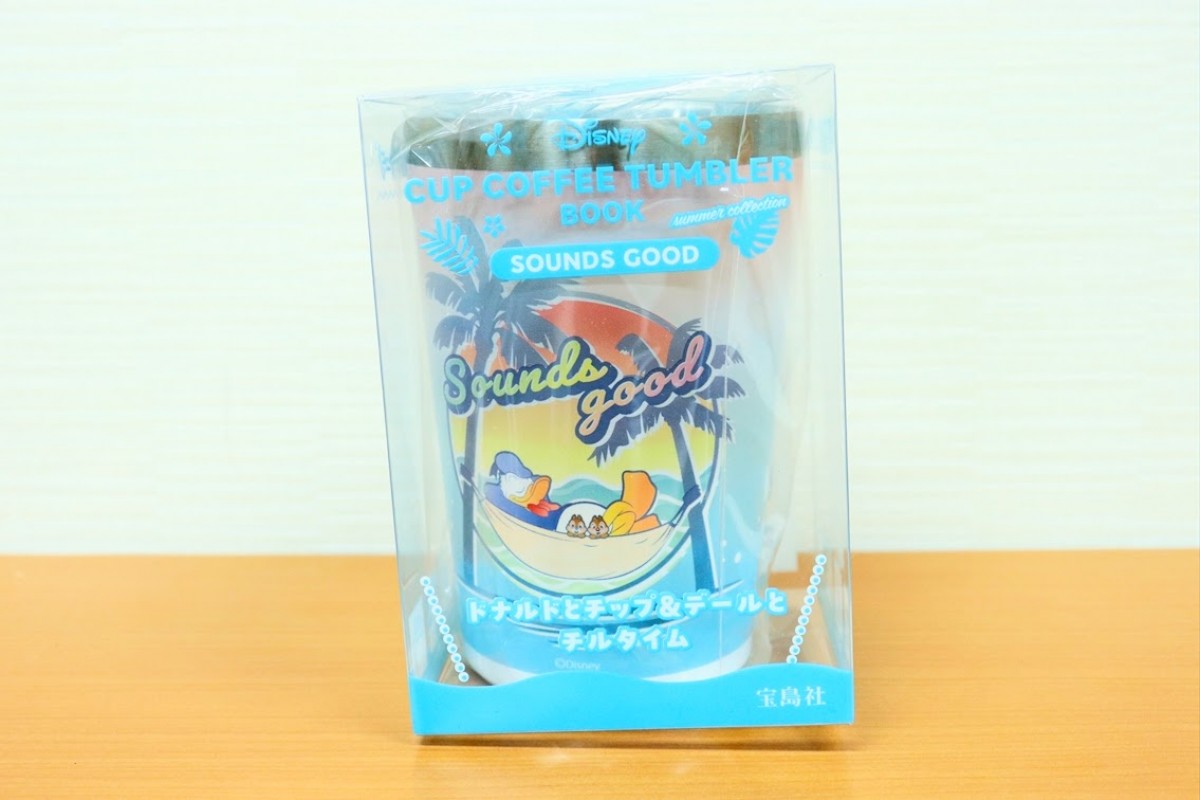 Disney
CUP COFFEE TUMBLER
BOOK
summer collection
SOUNDS GOOD
Sounds
good
ドナルドとチップ&デールと
チルタイム
©Disney
宝島社